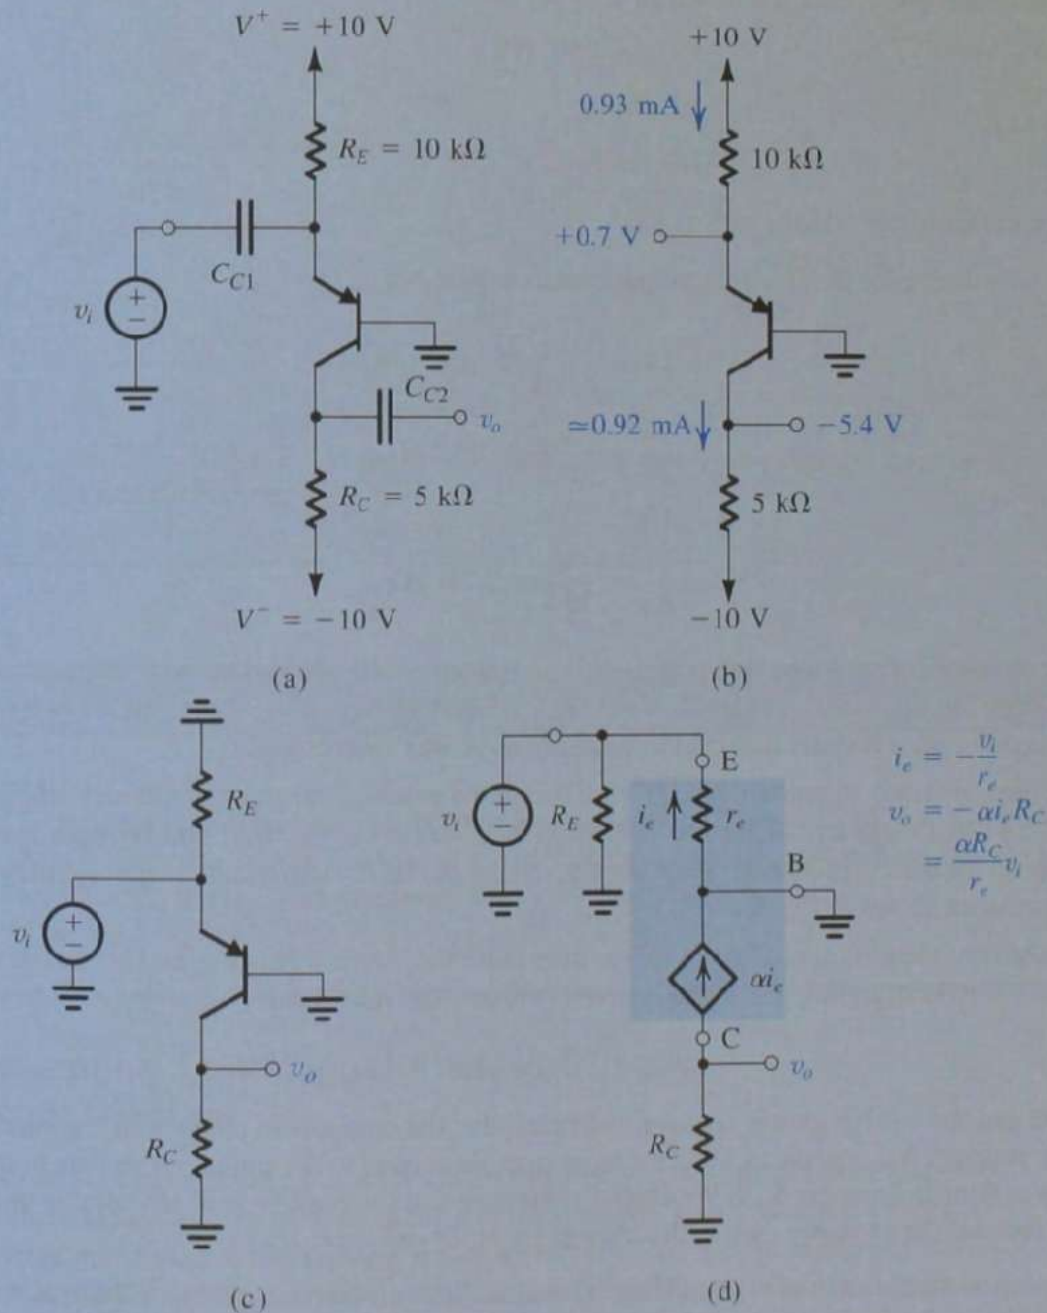 V⁺ = +10 V
R_E = 10 kΩ
C_C1
v_i
+
−
C_C2
v_o
R_C = 5 kΩ
V⁻ = −10 V
(a)
+10 V
0.93 mA
10 kΩ
+0.7 V
≃0.92 mA
−5.4 V
5 kΩ
−10 V
(b)
R_E
v_i
+
−
v_o
R_C
(c)
v_i
+
−
R_E
i_e
r_e
E
B
αi_e
C
v_o
R_C
i_e = −v_i/r_e
v_o = −αi_e R_C
= αR_C/r_e v_i
(d)